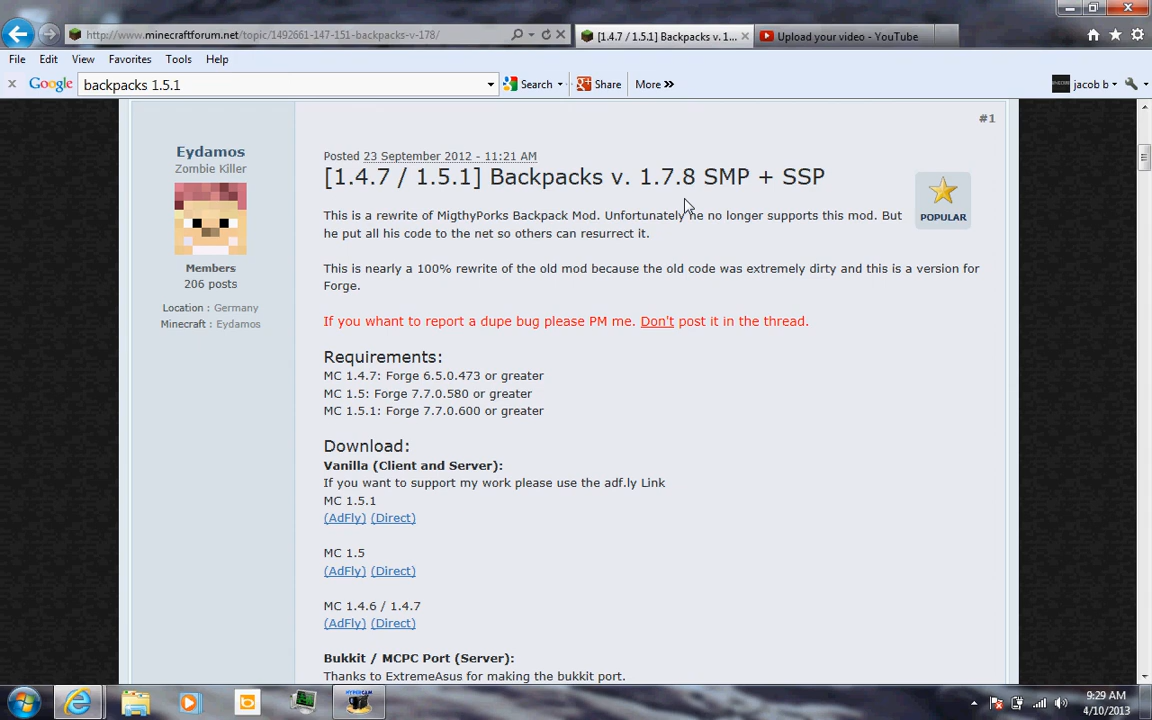 http://www.minecraftforum.net/topic/1492661-147-151-backpacks-v-178/
[1.4.7 / 1.5.1] Backpacks v. 1...
Upload your video - YouTube
File Edit View Favorites Tools Help
x Google backpacks 1.5.1 Search Share More » jacob b
#1
Eydamos
Zombie Killer
Members
206 posts
Location : Germany
Minecraft : Eydamos
Posted 23 September 2012 - 11:21 AM
[1.4.7 / 1.5.1] Backpacks v. 1.7.8 SMP + SSP
POPULAR
This is a rewrite of MigthyPorks Backpack Mod. Unfortunately he no longer supports this mod. But
he put all his code to the net so others can resurrect it.
This is nearly a 100% rewrite of the old mod because the old code was extremely dirty and this is a version for
Forge.
If you whant to report a dupe bug please PM me. Don't post it in the thread.
Requirements:
MC 1.4.7: Forge 6.5.0.473 or greater
MC 1.5: Forge 7.7.0.580 or greater
MC 1.5.1: Forge 7.7.0.600 or greater
Download:
Vanilla (Client and Server):
If you want to support my work please use the adf.ly Link
MC 1.5.1
(AdFly) (Direct)
MC 1.5
(AdFly) (Direct)
MC 1.4.6 / 1.4.7
(AdFly) (Direct)
Bukkit / MCPC Port (Server):
Thanks to ExtremeAsus for making the bukkit port.
HYPERCAM
9:29 AM
4/10/2013